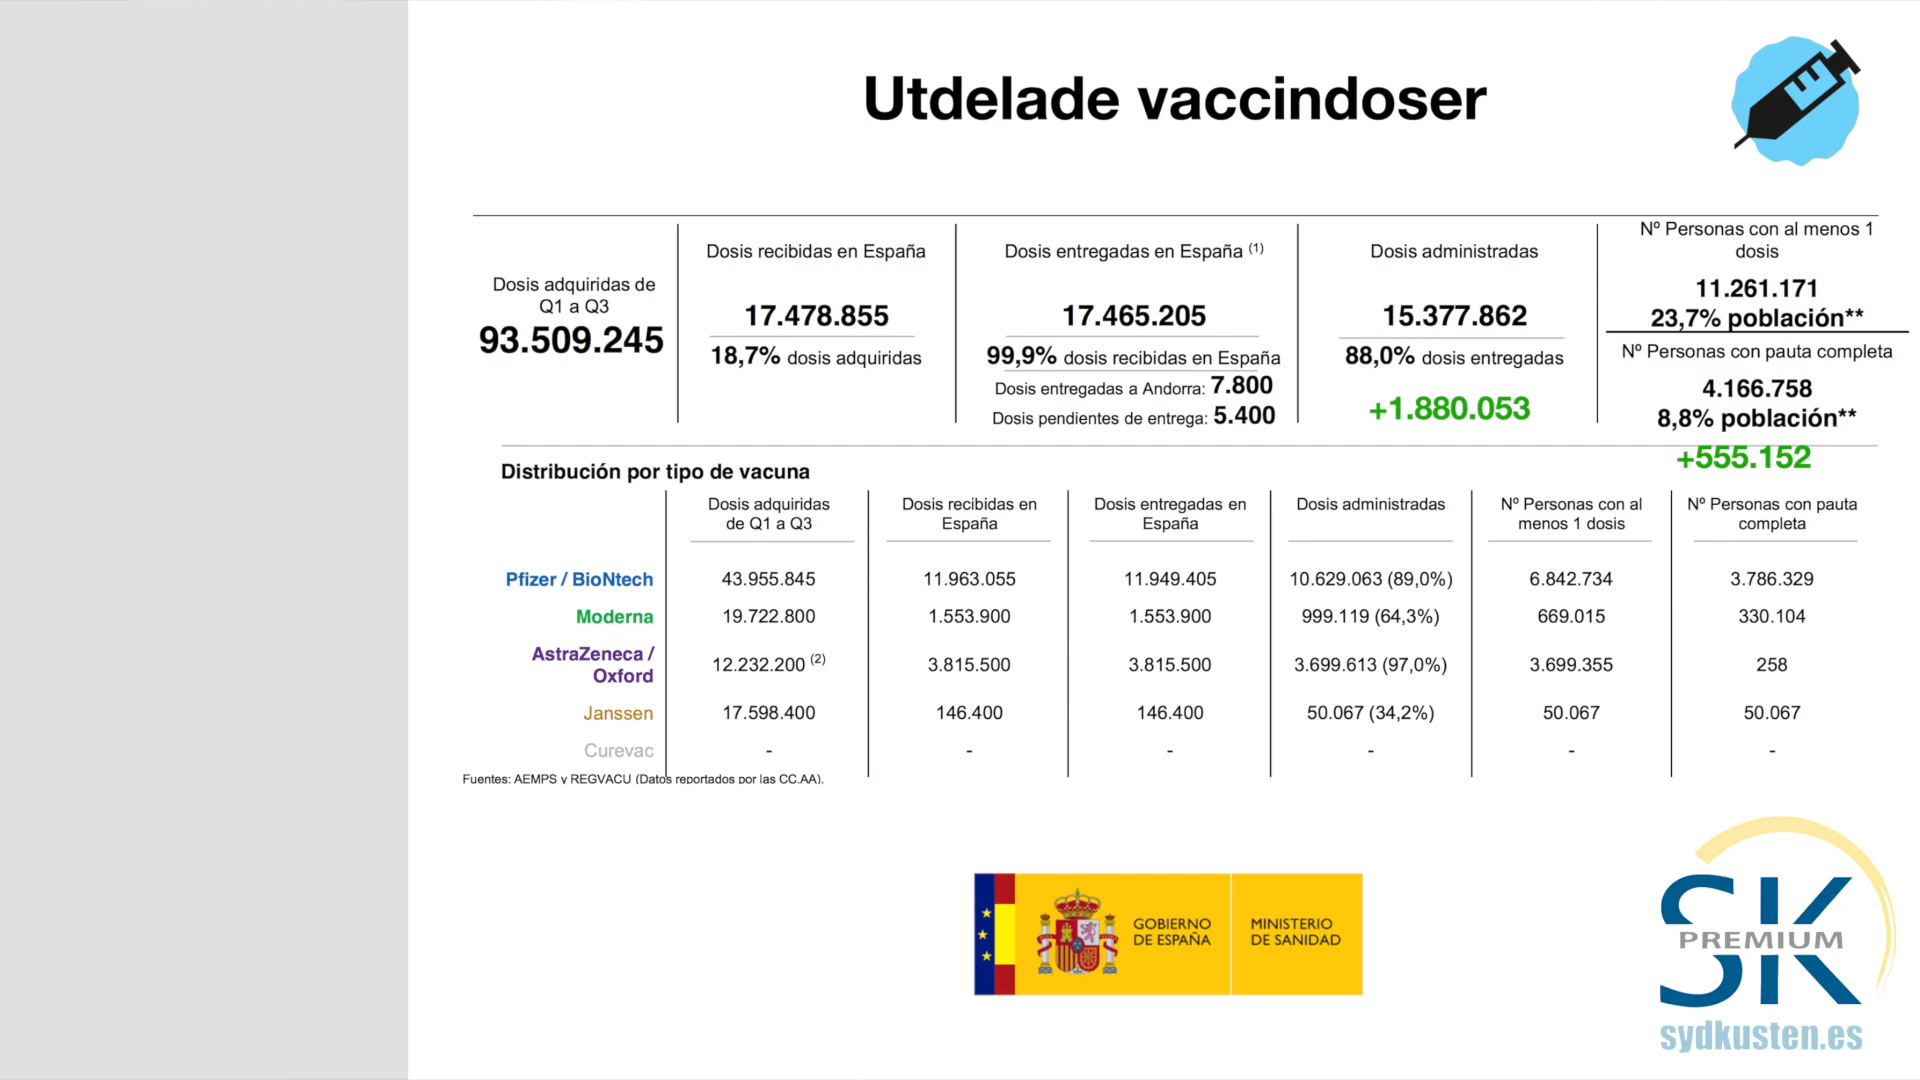 Utdelade vaccindoser
Dosis adquiridas de
Q1 a Q3
93.509.245
Dosis recibidas en España
17.478.855
18,7% dosis adquiridas
Dosis entregadas en España (1)
17.465.205
99,9% dosis recibidas en España
Dosis entregadas a Andorra: 7.800
Dosis pendientes de entrega: 5.400
Dosis administradas
15.377.862
88,0% dosis entregadas
+1.880.053
Nº Personas con al menos 1
dosis
11.261.171
23,7% población**
Nº Personas con pauta completa
4.166.758
8,8% población**
+555.152
Distribución por tipo de vacuna
Dosis adquiridas
de Q1 a Q3
Dosis recibidas en
España
Dosis entregadas en
España
Dosis administradas
Nº Personas con al
menos 1 dosis
Nº Personas con pauta
completa
Pfizer / BioNtech 43.955.845 11.963.055 11.949.405 10.629.063 (89,0%) 6.842.734 3.786.329
Moderna 19.722.800 1.553.900 1.553.900 999.119 (64,3%) 669.015 330.104
AstraZeneca /
Oxford 12.232.200 (2) 3.815.500 3.815.500 3.699.613 (97,0%) 3.699.355 258
Janssen 17.598.400 146.400 146.400 50.067 (34,2%) 50.067 50.067
Curevac - - - - - -
Fuentes: AEMPS y REGVACU (Datos reportados por las CC.AA).
GOBIERNO
DE ESPAÑA
MINISTERIO
DE SANIDAD
SK
PREMIUM
sydkusten.es